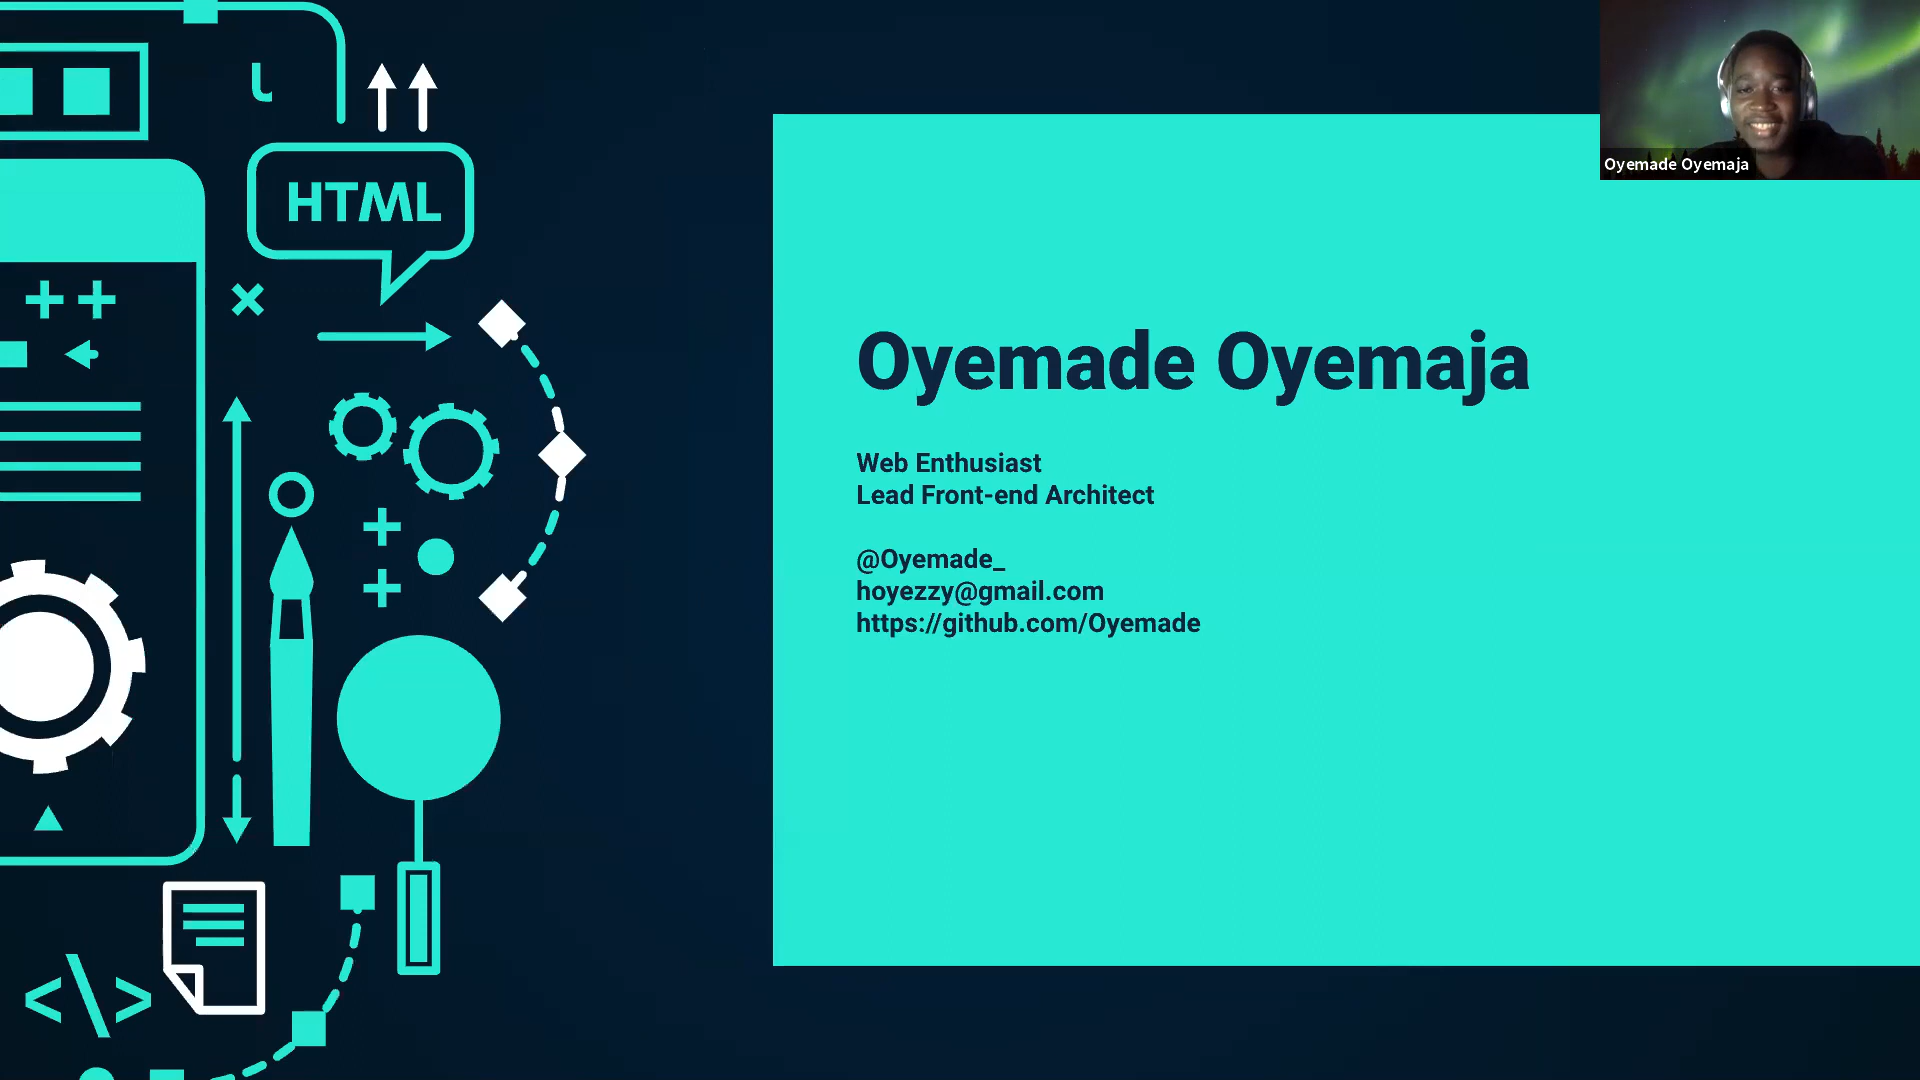 HTML
Oyemade Oyemaja
Oyemade Oyemaja
Web Enthusiast
Lead Front-end Architect
@Oyemade_
hoyezzy@gmail.com
https://github.com/Oyemade